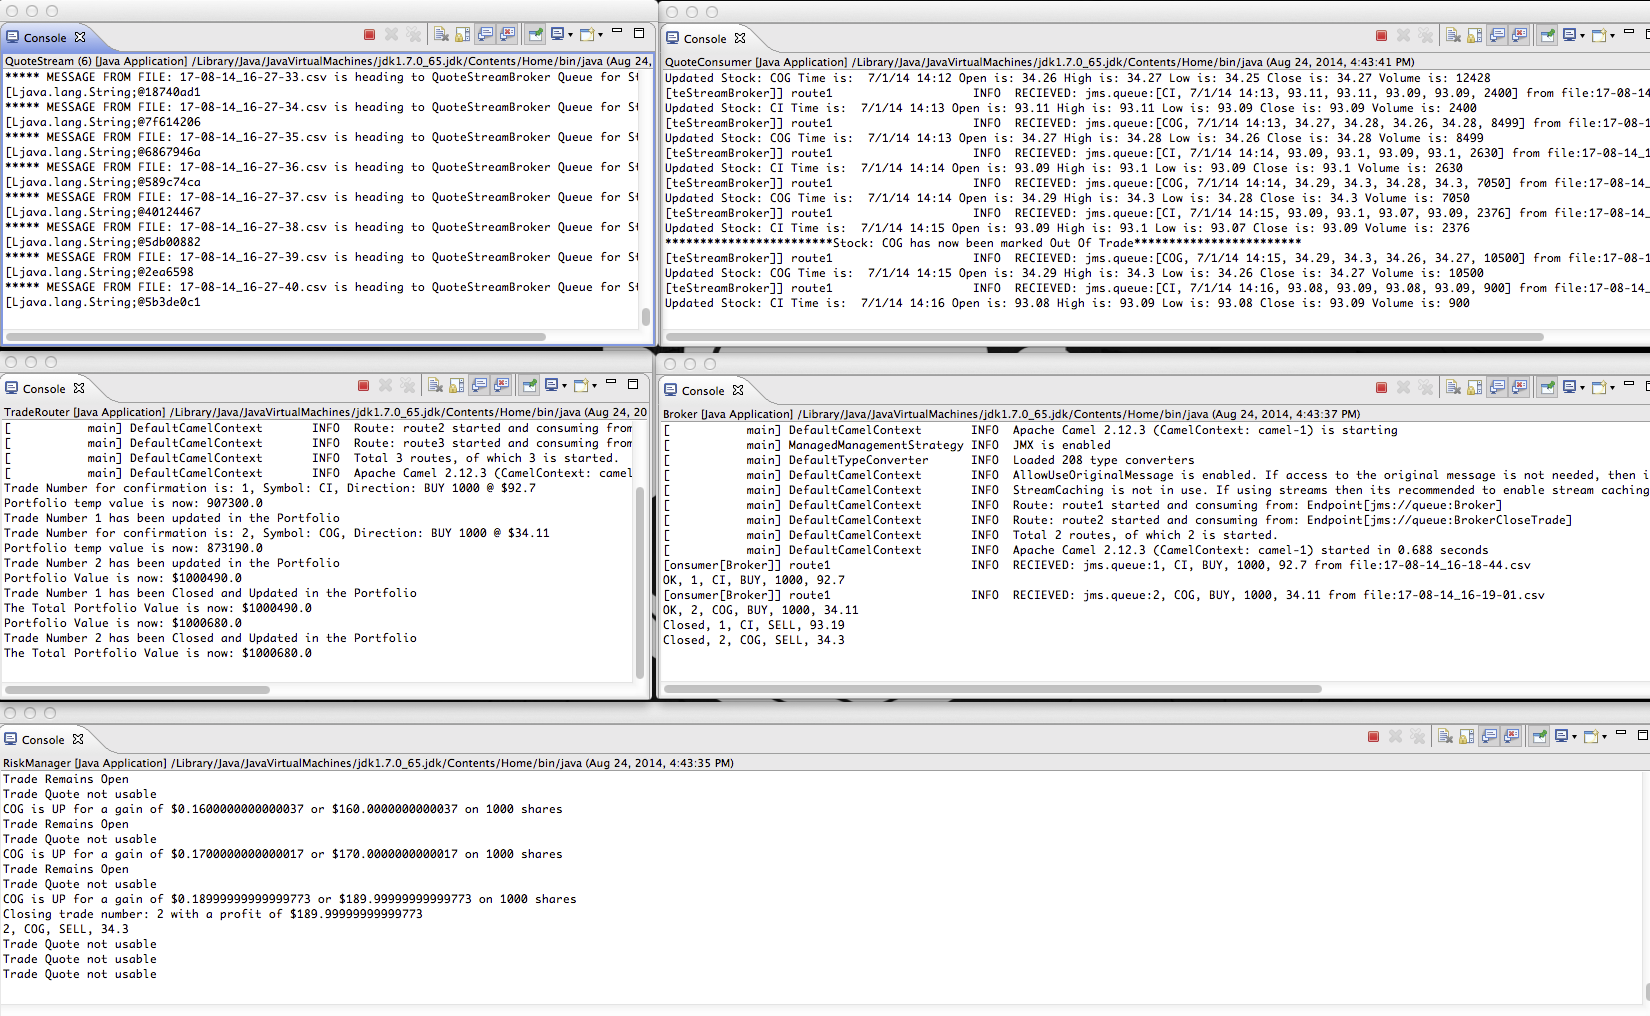 Console
QuoteStream (6) [Java Application] /Library/Java/JavaVirtualMachines/jdk1.7.0_65.jdk/Contents/Home/bin/java (Aug 24,
***** MESSAGE FROM FILE: 17-08-14_16-27-33.csv is heading to QuoteStreamBroker Queue for St
[Ljava.lang.String;@18740ad1
***** MESSAGE FROM FILE: 17-08-14_16-27-34.csv is heading to QuoteStreamBroker Queue for St
[Ljava.lang.String;@7f614206
***** MESSAGE FROM FILE: 17-08-14_16-27-35.csv is heading to QuoteStreamBroker Queue for St
[Ljava.lang.String;@6867946a
***** MESSAGE FROM FILE: 17-08-14_16-27-36.csv is heading to QuoteStreamBroker Queue for St
[Ljava.lang.String;@589c74ca
***** MESSAGE FROM FILE: 17-08-14_16-27-37.csv is heading to QuoteStreamBroker Queue for St
[Ljava.lang.String;@40124467
***** MESSAGE FROM FILE: 17-08-14_16-27-38.csv is heading to QuoteStreamBroker Queue for St
[Ljava.lang.String;@5db00882
***** MESSAGE FROM FILE: 17-08-14_16-27-39.csv is heading to QuoteStreamBroker Queue for St
[Ljava.lang.String;@2ea6598
***** MESSAGE FROM FILE: 17-08-14_16-27-40.csv is heading to QuoteStreamBroker Queue for St
[Ljava.lang.String;@5b3de0c1
Console
QuoteConsumer [Java Application] /Library/Java/JavaVirtualMachines/jdk1.7.0_65.jdk/Contents/Home/bin/java (Aug 24, 2014, 4:43:41 PM)
Updated Stock: COG Time is:  7/1/14 14:12 Open is: 34.26 High is: 34.27 Low is: 34.25 Close is: 34.27 Volume is: 12428
[teStreamBroker]] route1                    INFO  RECIEVED: jms.queue:[CI, 7/1/14 14:13, 93.11, 93.11, 93.09, 93.09, 2400] from file:17-08-14
Updated Stock: CI Time is:  7/1/14 14:13 Open is: 93.11 High is: 93.11 Low is: 93.09 Close is: 93.09 Volume is: 2400
[teStreamBroker]] route1                    INFO  RECIEVED: jms.queue:[COG, 7/1/14 14:13, 34.27, 34.28, 34.26, 34.28, 8499] from file:17-08-1
Updated Stock: COG Time is:  7/1/14 14:13 Open is: 34.27 High is: 34.28 Low is: 34.26 Close is: 34.28 Volume is: 8499
[teStreamBroker]] route1                    INFO  RECIEVED: jms.queue:[CI, 7/1/14 14:14, 93.09, 93.1, 93.09, 93.1, 2630] from file:17-08-14_1
Updated Stock: CI Time is:  7/1/14 14:14 Open is: 93.09 High is: 93.1 Low is: 93.09 Close is: 93.1 Volume is: 2630
[teStreamBroker]] route1                    INFO  RECIEVED: jms.queue:[COG, 7/1/14 14:14, 34.29, 34.3, 34.28, 34.3, 7050] from file:17-08-14_
Updated Stock: COG Time is:  7/1/14 14:14 Open is: 34.29 High is: 34.3 Low is: 34.28 Close is: 34.3 Volume is: 7050
[teStreamBroker]] route1                    INFO  RECIEVED: jms.queue:[CI, 7/1/14 14:15, 93.09, 93.1, 93.07, 93.09, 2376] from file:17-08-14_
Updated Stock: CI Time is:  7/1/14 14:15 Open is: 93.09 High is: 93.1 Low is: 93.07 Close is: 93.09 Volume is: 2376
************************Stock: COG has now been marked Out Of Trade************************
[teStreamBroker]] route1                    INFO  RECIEVED: jms.queue:[COG, 7/1/14 14:15, 34.29, 34.3, 34.26, 34.27, 10500] from file:17-08-1
Updated Stock: COG Time is:  7/1/14 14:15 Open is: 34.29 High is: 34.3 Low is: 34.26 Close is: 34.27 Volume is: 10500
[teStreamBroker]] route1                    INFO  RECIEVED: jms.queue:[CI, 7/1/14 14:16, 93.08, 93.09, 93.08, 93.09, 900] from file:17-08-14_
Updated Stock: CI Time is:  7/1/14 14:16 Open is: 93.08 High is: 93.09 Low is: 93.08 Close is: 93.09 Volume is: 900
Console
TradeRouter [Java Application] /Library/Java/JavaVirtualMachines/jdk1.7.0_65.jdk/Contents/Home/bin/java (Aug 24, 20
[           main] DefaultCamelContext       INFO  Route: route2 started and consuming from
[           main] DefaultCamelContext       INFO  Route: route3 started and consuming from
[           main] DefaultCamelContext       INFO  Total 3 routes, of which 3 is started.
[           main] DefaultCamelContext       INFO  Apache Camel 2.12.3 (CamelContext: camel
Trade Number for confirmation is: 1, Symbol: CI, Direction: BUY 1000 @ $92.7
Portfolio temp value is now: 907300.0
Trade Number 1 has been updated in the Portfolio
Trade Number for confirmation is: 2, Symbol: COG, Direction: BUY 1000 @ $34.11
Portfolio temp value is now: 873190.0
Trade Number 2 has been updated in the Portfolio
Portfolio Value is now: $1000490.0
Trade Number 1 has been Closed and Updated in the Portfolio
The Total Portfolio Value is now: $1000490.0
Portfolio Value is now: $1000680.0
Trade Number 2 has been Closed and Updated in the Portfolio
The Total Portfolio Value is now: $1000680.0
Console
Broker [Java Application] /Library/Java/JavaVirtualMachines/jdk1.7.0_65.jdk/Contents/Home/bin/java (Aug 24, 2014, 4:43:37 PM)
[           main] DefaultCamelContext       INFO  Apache Camel 2.12.3 (CamelContext: camel-1) is starting
[           main] ManagedManagementStrategy INFO  JMX is enabled
[           main] DefaultTypeConverter      INFO  Loaded 208 type converters
[           main] DefaultCamelContext       INFO  AllowUseOriginalMessage is enabled. If access to the original message is not needed, then i
[           main] DefaultCamelContext       INFO  StreamCaching is not in use. If using streams then its recommended to enable stream caching
[           main] DefaultCamelContext       INFO  Route: route1 started and consuming from: Endpoint[jms://queue:Broker]
[           main] DefaultCamelContext       INFO  Route: route2 started and consuming from: Endpoint[jms://queue:BrokerCloseTrade]
[           main] DefaultCamelContext       INFO  Total 2 routes, of which 2 is started.
[           main] DefaultCamelContext       INFO  Apache Camel 2.12.3 (CamelContext: camel-1) started in 0.688 seconds
[onsumer[Broker]] route1                    INFO  RECIEVED: jms.queue:1, CI, BUY, 1000, 92.7 from file:17-08-14_16-18-44.csv
OK, 1, CI, BUY, 1000, 92.7
[onsumer[Broker]] route1                    INFO  RECIEVED: jms.queue:2, COG, BUY, 1000, 34.11 from file:17-08-14_16-19-01.csv
OK, 2, COG, BUY, 1000, 34.11
Closed, 1, CI, SELL, 93.19
Closed, 2, COG, SELL, 34.3
Console
RiskManager [Java Application] /Library/Java/JavaVirtualMachines/jdk1.7.0_65.jdk/Contents/Home/bin/java (Aug 24, 2014, 4:43:35 PM)
Trade Remains Open
Trade Quote not usable
COG is UP for a gain of $0.1600000000000037 or $160.0000000000037 on 1000 shares
Trade Remains Open
Trade Quote not usable
COG is UP for a gain of $0.1700000000000017 or $170.0000000000017 on 1000 shares
Trade Remains Open
Trade Quote not usable
COG is UP for a gain of $0.18999999999999773 or $189.99999999999773 on 1000 shares
Closing trade number: 2 with a profit of $189.99999999999773
2, COG, SELL, 34.3
Trade Quote not usable
Trade Quote not usable
Trade Quote not usable